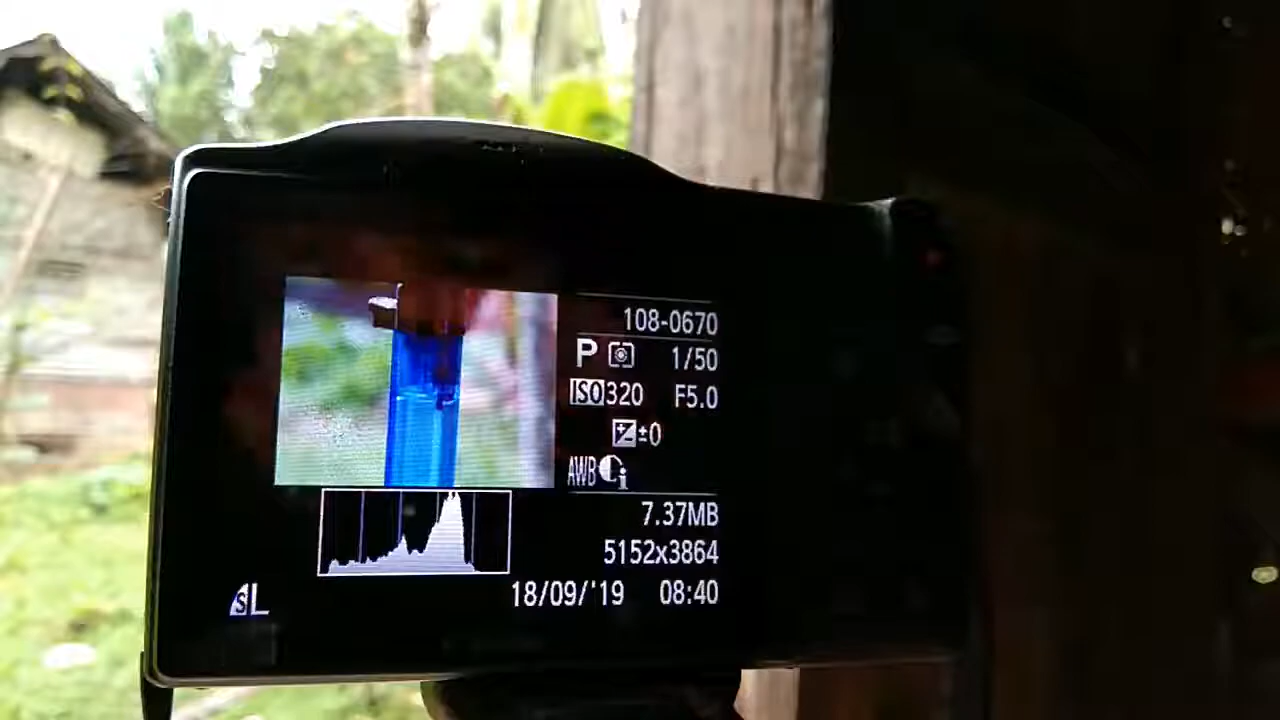 108-0670
P 1/50
ISO320 F5.0
±0
AWB i
7.37MB
5152x3864
SL 18/09/'19 08:40